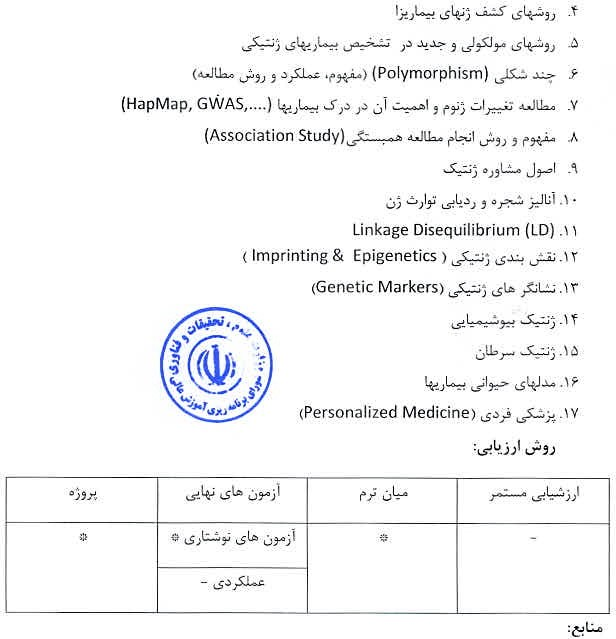 ۴. روشهای کشف ژنهای بیماریزا
۵. روشهای مولکولی و جدید در تشخیص بیماریهای ژنتیکی
۶. چند شکلی (Polymorphism) (مفهوم، عملکرد و روش مطالعه)
۷. مطالعه تغییرات ژنوم و اهمیت آن در درک بیماریها (HapMap, GWAS,....)
۸. مفهوم و روش انجام مطالعه همبستگی(Association Study)
۹. اصول مشاوره ژنتیک
۱۰. آنالیز شجره و ردیابی توارث ژن
۱۱. Linkage Disequilibrium (LD)
۱۲. نقش بندی ژنتیکی ( Imprinting & Epigenetics )
۱۳. نشانگر های ژنتیکی (Genetic Markers)
۱۴. ژنتیک بیوشیمیایی
۱۵. ژنتیک سرطان
۱۶. مدلهای حیوانی بیماریها
۱۷. پزشکی فردی (Personalized Medicine)
علوم، تحقیقات و فناوری
شورای برنامه ریزی آموزش عالی
روش ارزیابی:
ارزشیابی مستمر میان ترم آزمون های نهایی پروژه
- * آزمون های نوشتاری * *
عملکردی -
منابع: